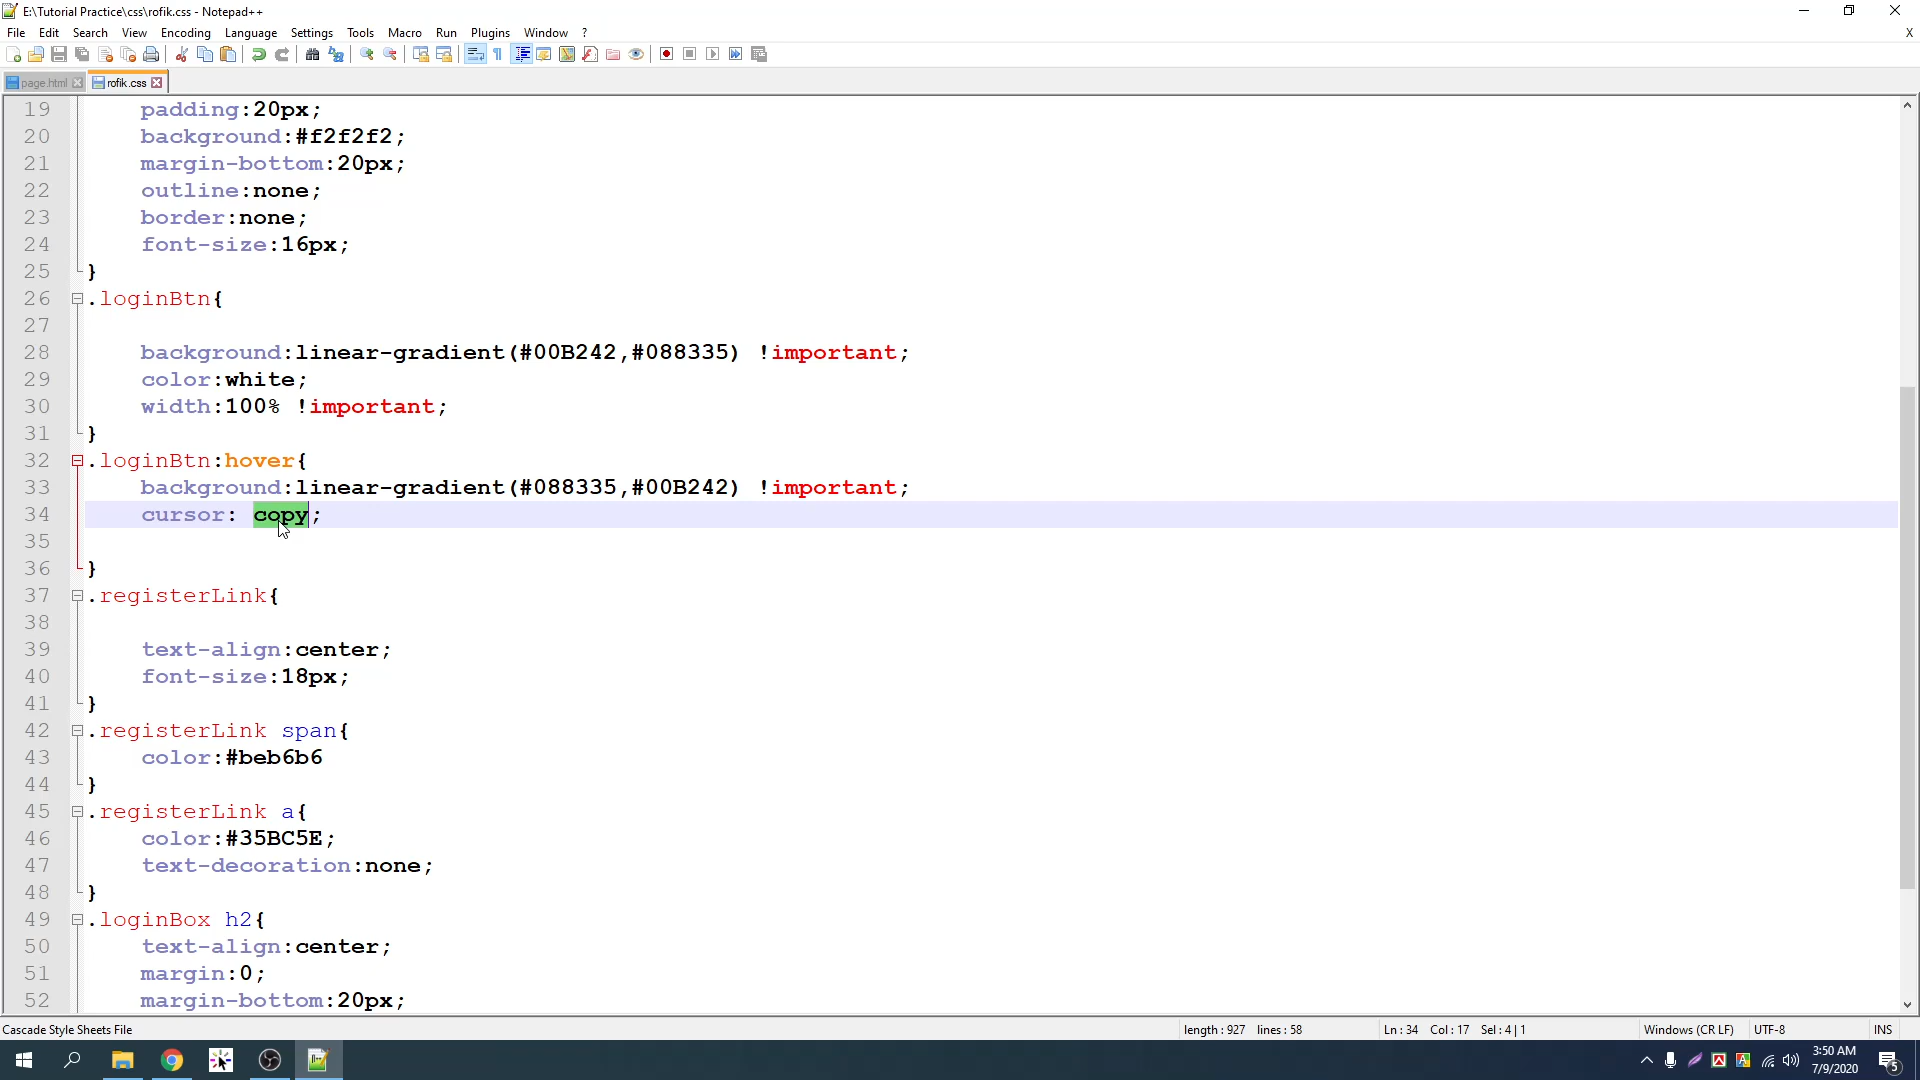 E:\Tutorial Practice\css\rofik.css - Notepad++
File Edit Search View Encoding Language Settings Tools Macro Run Plugins Window ? X
page.html rofik.css
19 padding:20px;
20 background:#f2f2f2;
21 margin-bottom:20px;
22 outline:none;
23 border:none;
24 font-size:16px;
25 }
26 .loginBtn{
27
28 background:linear-gradient(#00B242,#088335) !important;
29 color:white;
30 width:100% !important;
31 }
32 .loginBtn:hover{
33 background:linear-gradient(#088335,#00B242) !important;
34 cursor: copy;
35
36 }
37 .registerLink{
38
39 text-align:center;
40 font-size:18px;
41 }
42 .registerLink span{
43 color:#beb6b6
44 }
45 .registerLink a{
46 color:#35BC5E;
47 text-decoration:none;
48 }
49 .loginBox h2{
50 text-align:center;
51 margin:0;
52 margin-bottom:20px;
Cascade Style Sheets File length : 927 lines : 58 Ln : 34 Col : 17 Sel : 4 | 1 Windows (CR LF) UTF-8 INS
3:50 AM
7/9/2020
5